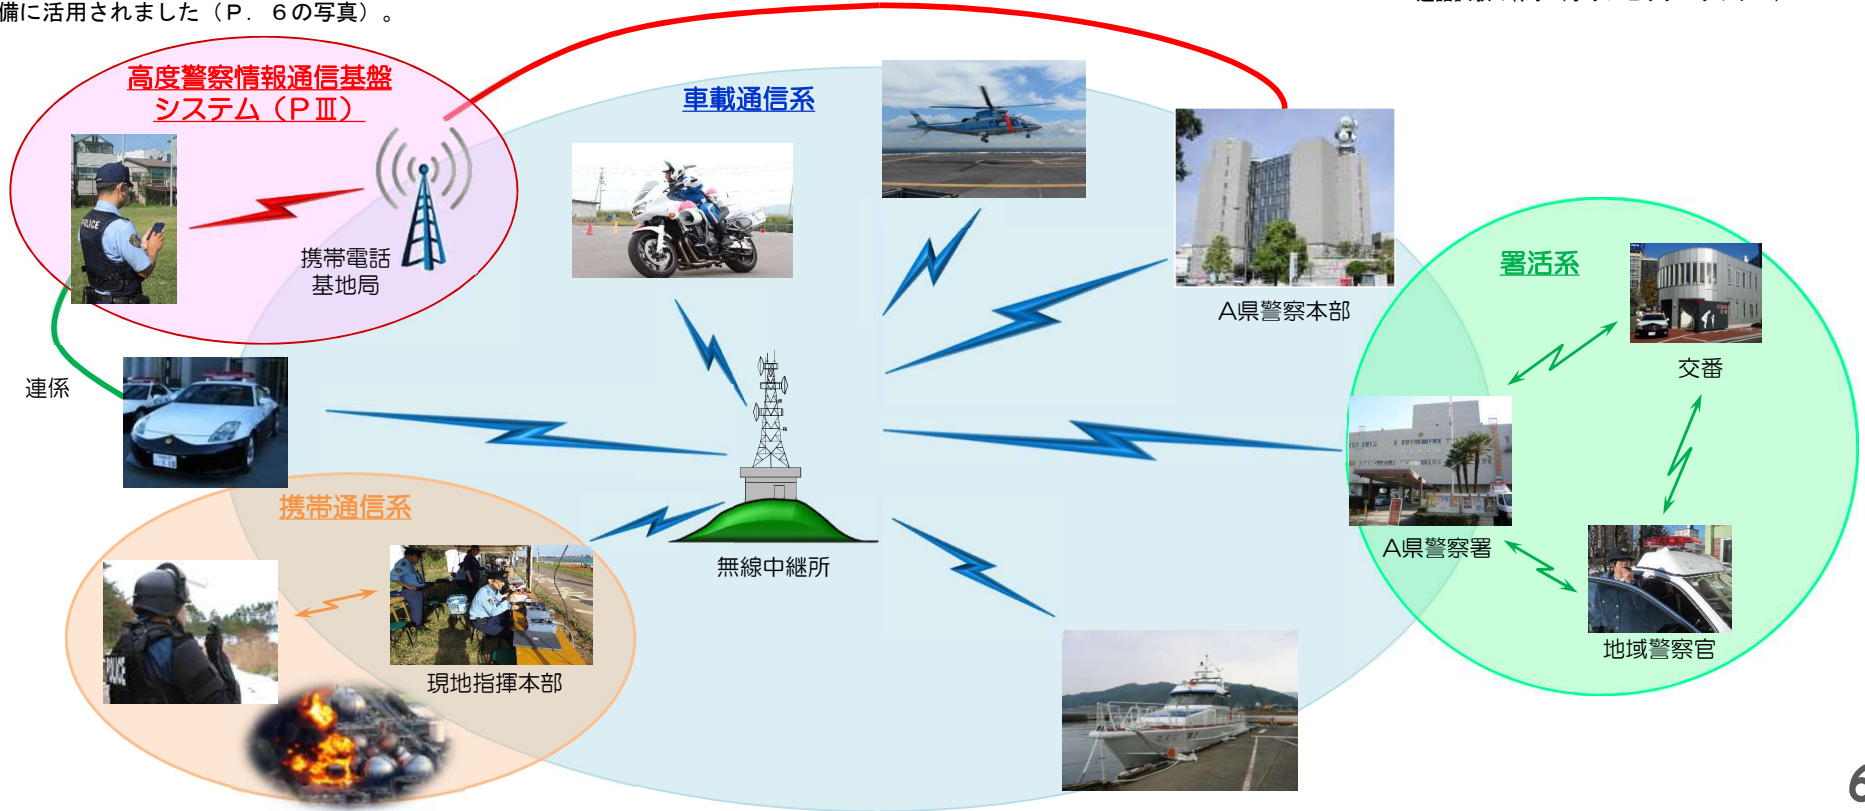 備に活用されました（Ｐ．６の写真）。
高度警察情報通信基盤
システム（ＰⅢ）
車載通信系
携帯電話
基地局
A県警察本部
署活系
交番
連係
POLICE
A県警察署
携帯通信系
無線中継所
地域警察官
POLICE
現地指揮本部
6